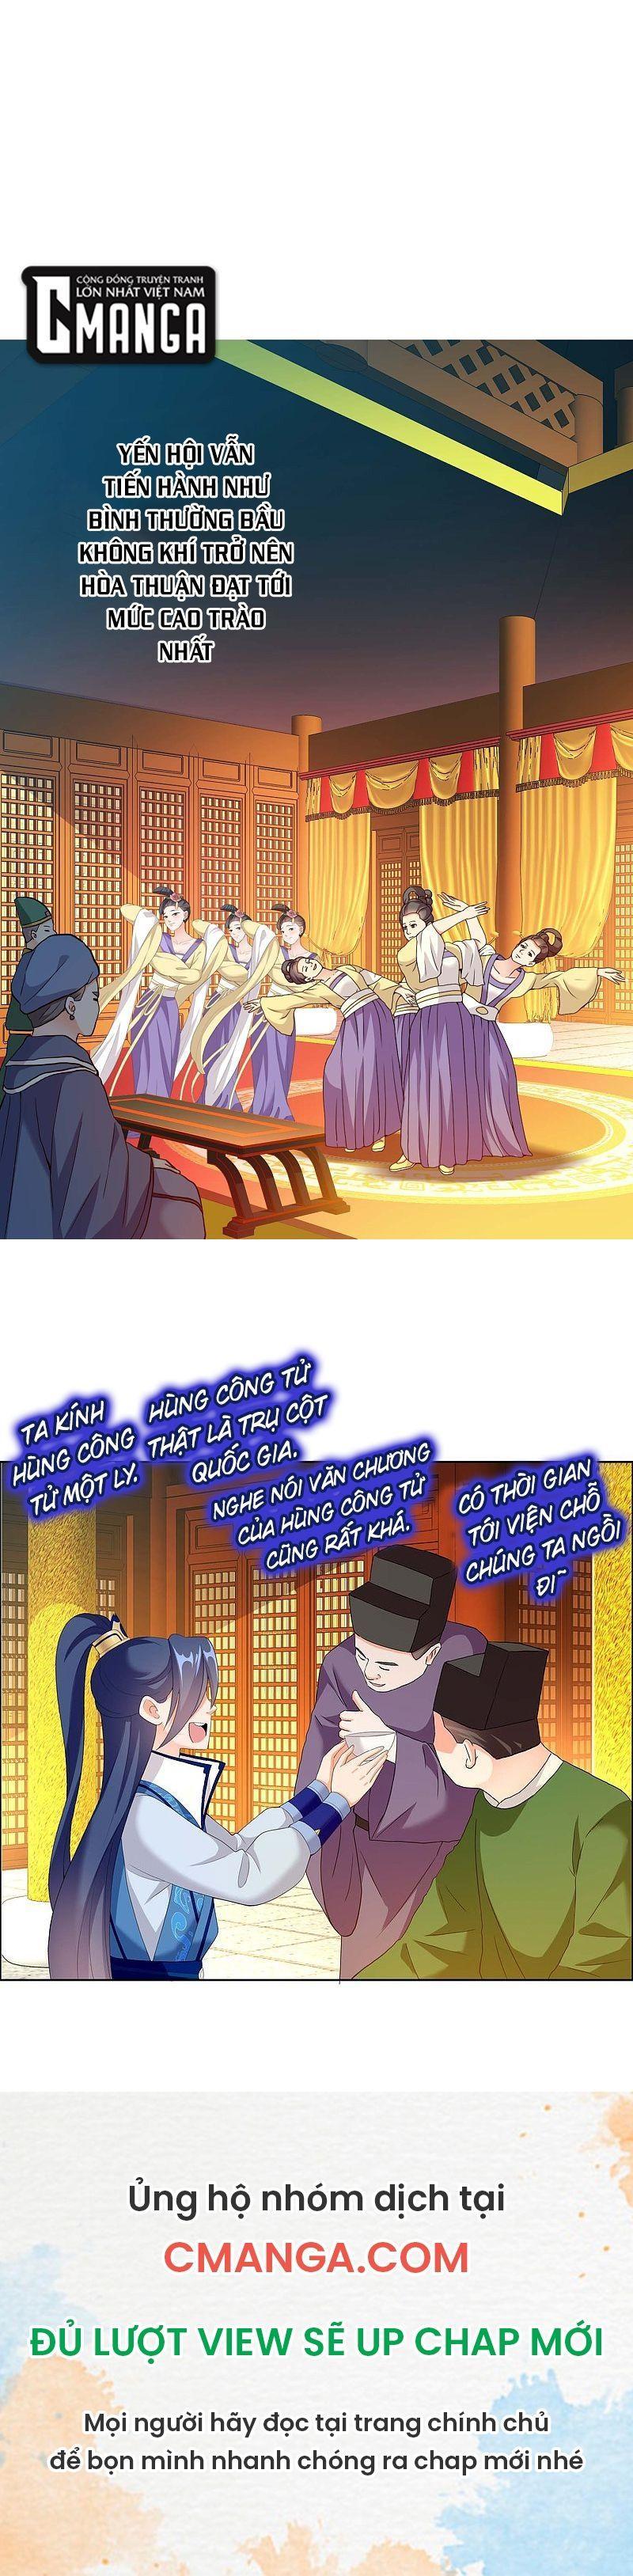 CỘNG ĐỒNG TRUYỆN TRANH
LỚN NHẤT VIỆT NAM
CMANGA
YẾN HỘI VẪN
TIẾN HÀNH NHƯ
BÌNH THƯỜNG BẦU
KHÔNG KHÍ TRỞ NÊN
HÒA THUẬN ĐẠT TỚI
MỨC CAO TRÀO
NHẤT
TA KÍNH
HÙNG CÔNG
TỬ MỘT LY.
HÙNG CÔNG TỬ
THẬT LÀ TRỤ CỘT
QUỐC GIA.
NGHE NÓI VĂN CHƯƠNG
CỦA HÙNG CÔNG TỬ
CŨNG RẤT KHÁ.
CÓ THỜI GIAN
TỚI VIỆN CHỖ
CHÚNG TA NGỒI
ĐI~
Ủng hộ nhóm dịch tại
CMANGA.COM
ĐỦ LƯỢT VIEW SẼ UP CHAP MỚI
Mọi người hãy đọc tại trang chính chủ
để bọn mình nhanh chóng ra chap mới nhé